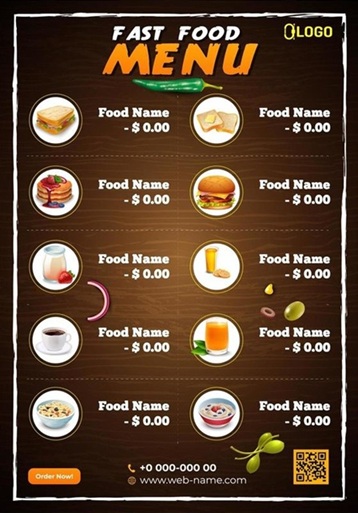 FAST FOOD
MENU
LOGO
Food Name
- $ 0.00
Food Name
- $ 0.00
Food Name
- $ 0.00
Food Name
- $ 0.00
Food Name
- $ 0.00
Food Name
- $ 0.00
Food Name
- $ 0.00
Food Name
- $ 0.00
Food Name
- $ 0.00
Food Name
- $ 0.00
Order Now!
+0 000-000 00
www.web-name.com